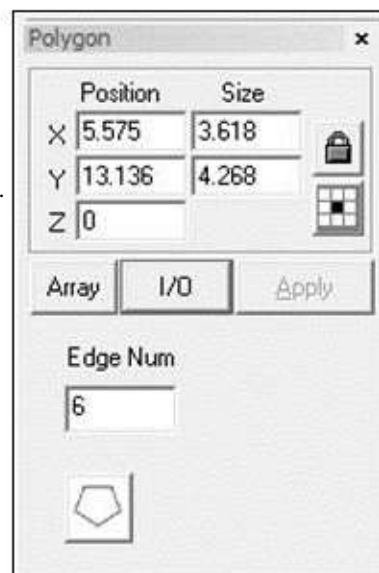 Polygon
Position Size
X 5.575 3.618
Y 13.136 4.268
Z 0
Array I/O Apply
Edge Num
6